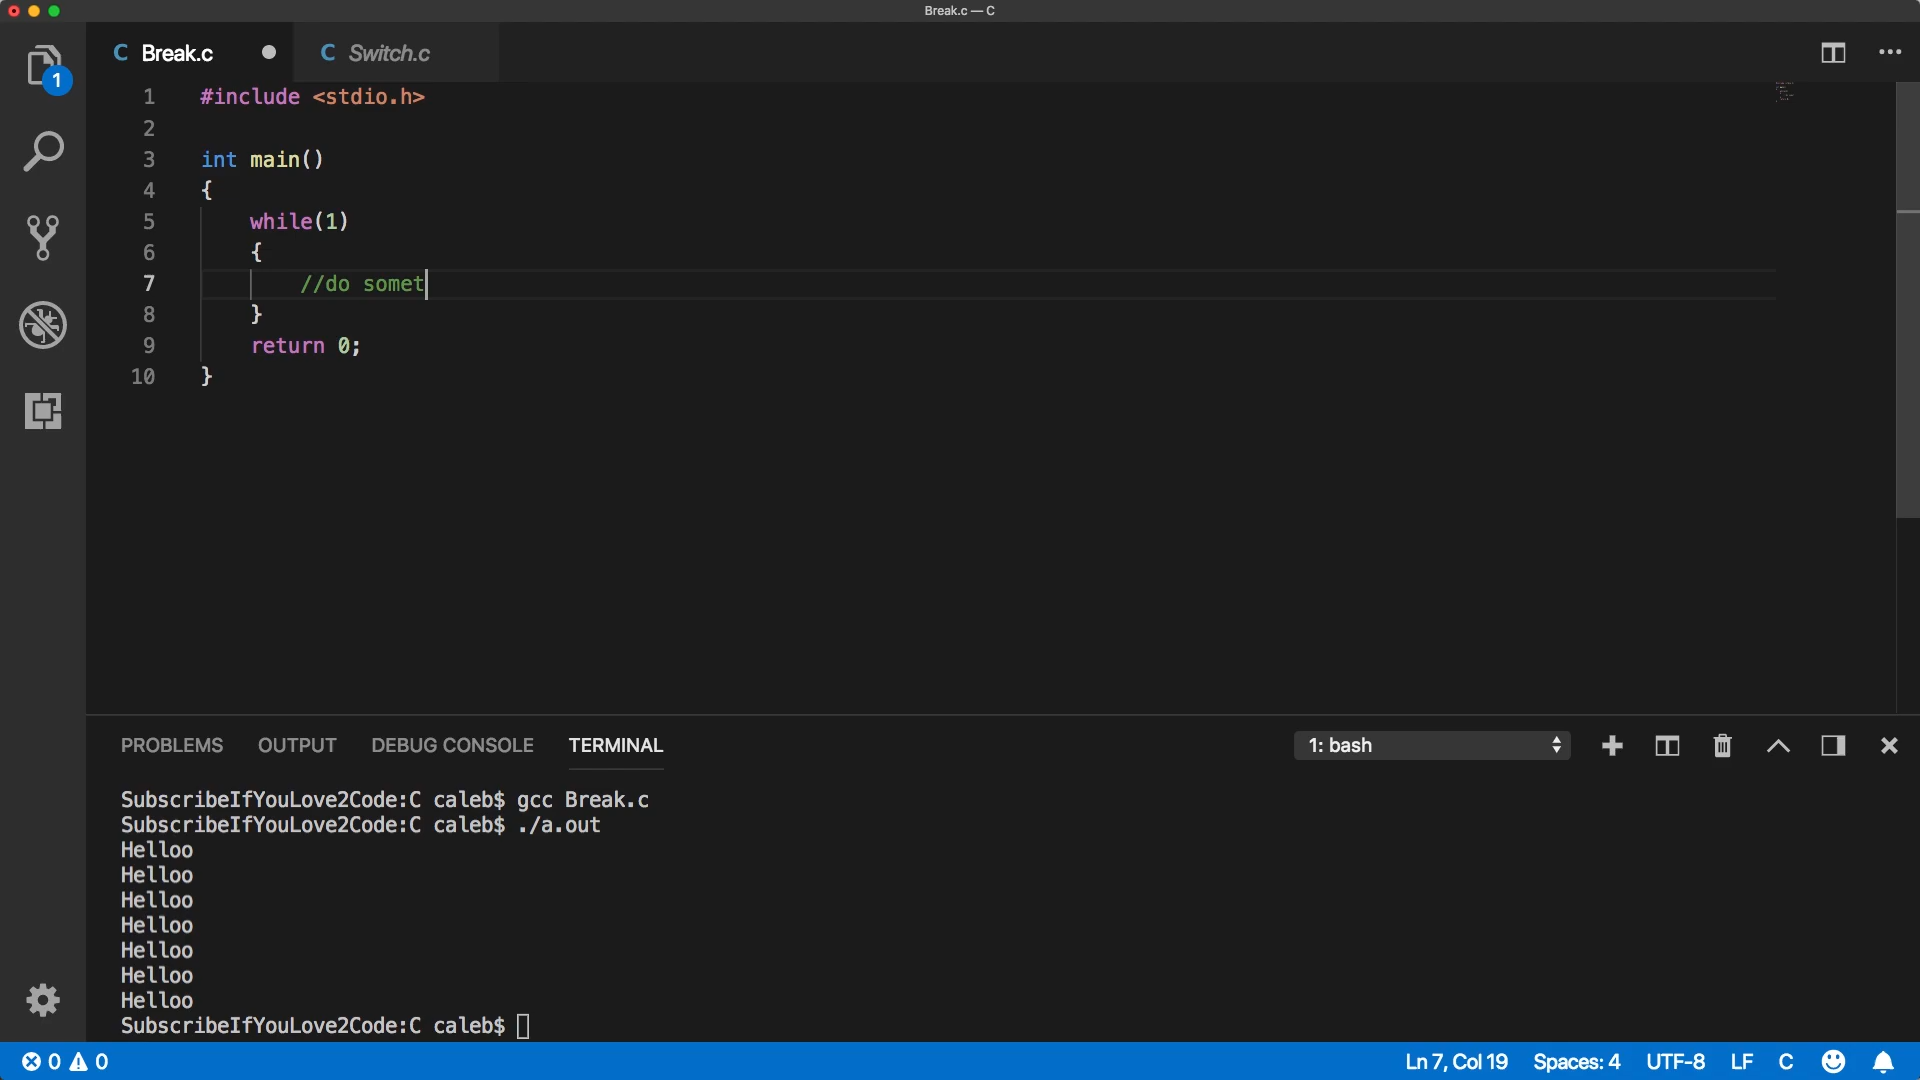 Break.c — C
C Break.c
C Switch.c
1
1 #include <stdio.h>
2
3 int main()
4 {
5 while(1)
6 {
7 //do somet
8 }
9 return 0;
10 }
PROBLEMS OUTPUT DEBUG CONSOLE TERMINAL 1: bash
SubscribeIfYouLove2Code:C caleb$ gcc Break.c
SubscribeIfYouLove2Code:C caleb$ ./a.out
Helloo
Helloo
Helloo
Helloo
Helloo
Helloo
Helloo
SubscribeIfYouLove2Code:C caleb$
0 0 Ln 7, Col 19 Spaces: 4 UTF-8 LF C